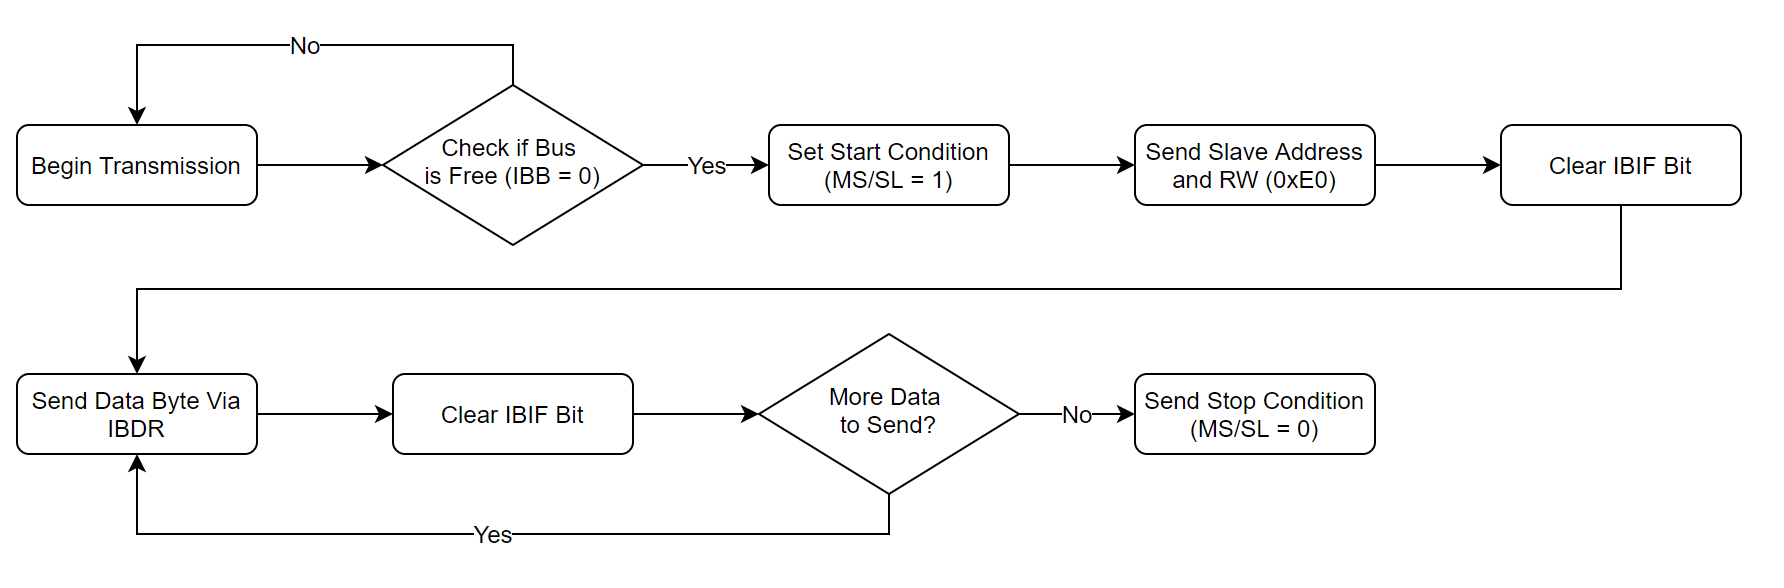 No
Begin Transmission
Check if Bus
is Free (IBB = 0)
Yes
Set Start Condition
(MS/SL = 1)
Send Slave Address
and RW (0xE0)
Clear IBIF Bit
Send Data Byte Via
IBDR
Clear IBIF Bit
More Data
to Send?
No
Send Stop Condition
(MS/SL = 0)
Yes